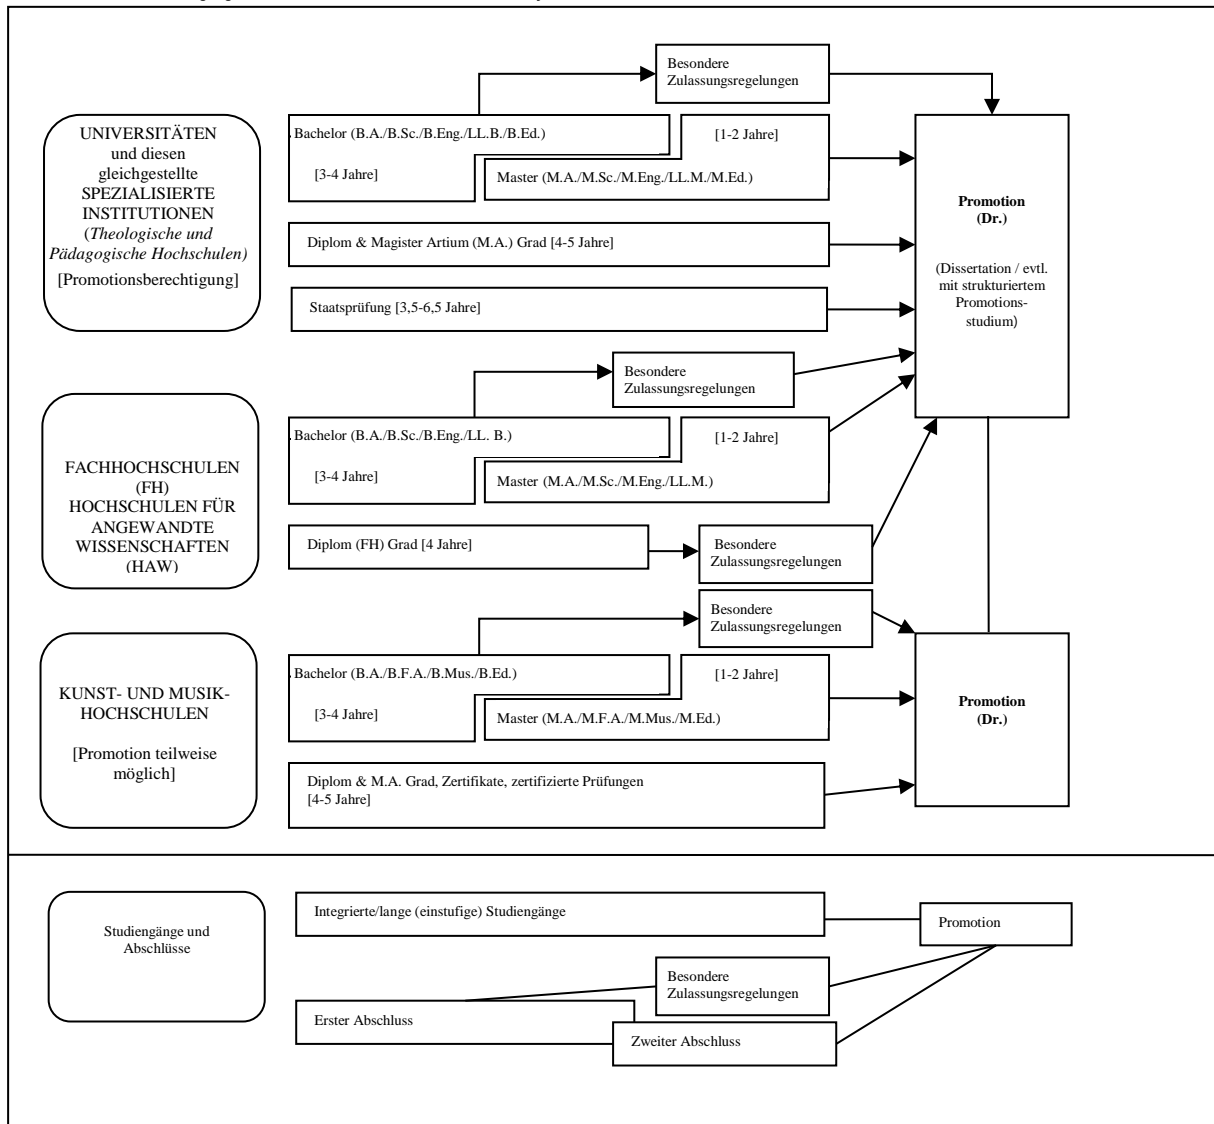 Besondere
Zulassungsregelungen
UNIVERSITÄTEN
und diesen
gleichgestellte
SPEZIALISIERTE
INSTITUTIONEN
(Theologische und
Pädagogische Hochschulen)
[Promotionsberechtigung]
Bachelor (B.A./B.Sc./B.Eng./LL.B./B.Ed.)
[3-4 Jahre]
[1-2 Jahre]
Master (M.A./M.Sc./M.Eng./LL.M./M.Ed.)
Diplom & Magister Artium (M.A.) Grad [4-5 Jahre]
Staatsprüfung [3,5-6,5 Jahre]
Promotion
(Dr.)
(Dissertation / evtl.
mit strukturiertem
Promotions-
studium)
Besondere
Zulassungsregelungen
FACHHOCHSCHULEN
(FH)
HOCHSCHULEN FÜR
ANGEWANDTE
WISSENSCHAFTEN
(HAW)
Bachelor (B.A./B.Sc./B.Eng./LL. B.)
[3-4 Jahre]
[1-2 Jahre]
Master (M.A./M.Sc./M.Eng./LL.M.)
Diplom (FH) Grad [4 Jahre]
Besondere
Zulassungsregelungen
Besondere
Zulassungsregelungen
KUNST- UND MUSIK-
HOCHSCHULEN
[Promotion teilweise
möglich]
Bachelor (B.A./B.F.A./B.Mus./B.Ed.)
[3-4 Jahre]
[1-2 Jahre]
Master (M.A./M.F.A./M.Mus./M.Ed.)
Diplom & M.A. Grad, Zertifikate, zertifizierte Prüfungen
[4-5 Jahre]
Promotion
(Dr.)
Studiengänge und
Abschlüsse
Integrierte/lange (einstufige) Studiengänge
Promotion
Besondere
Zulassungsregelungen
Erster Abschluss
Zweiter Abschluss